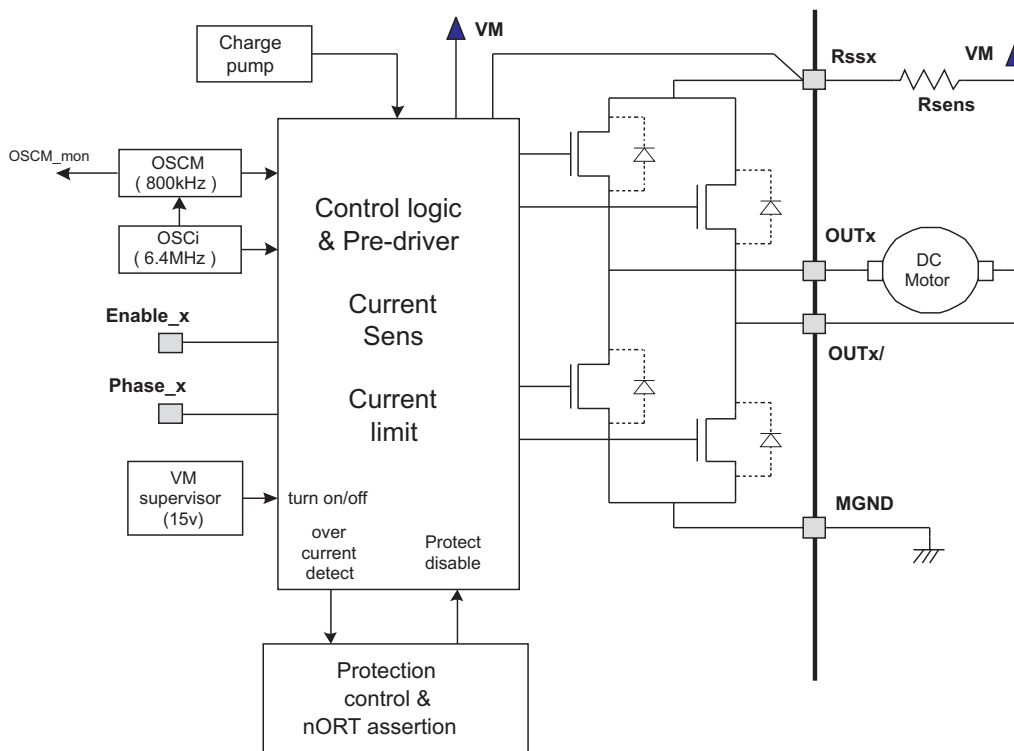 Charge
pump
VM
Rssx
VM
Rsens
OSCM_mon
OSCM
( 800kHz )
OSCi
( 6.4MHz )
Control logic
& Pre-driver
Current
Sens
Current
limit
OUTx
DC
Motor
OUTx/
Enable_x
Phase_x
VM
supervisor
(15v)
turn on/off
over
current
detect
Protect
disable
MGND
Protection
control &
nORT assertion